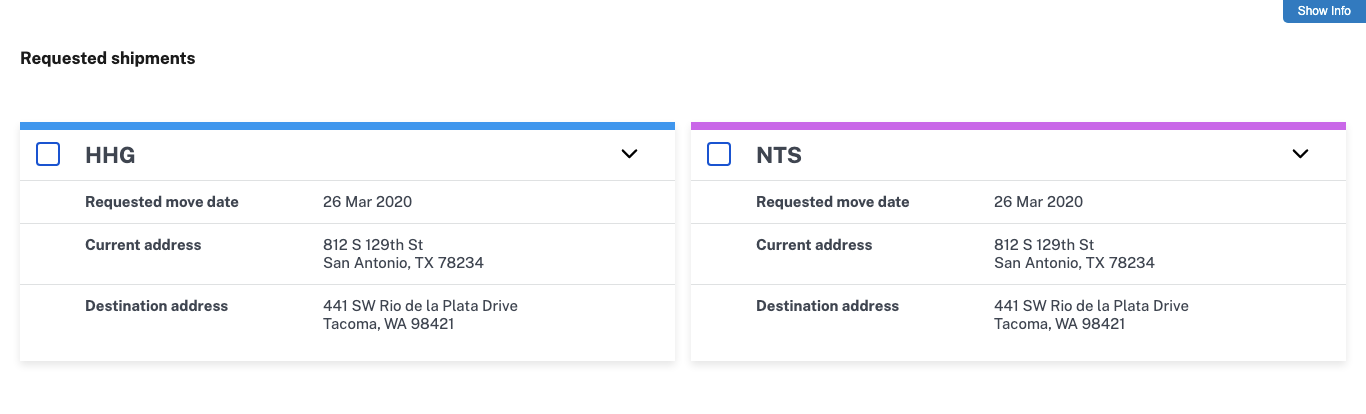 Show Info
Requested shipments
HHG
Requested move date 26 Mar 2020
Current address 812 S 129th St
San Antonio, TX 78234
Destination address 441 SW Rio de la Plata Drive
Tacoma, WA 98421
NTS
Requested move date 26 Mar 2020
Current address 812 S 129th St
San Antonio, TX 78234
Destination address 441 SW Rio de la Plata Drive
Tacoma, WA 98421